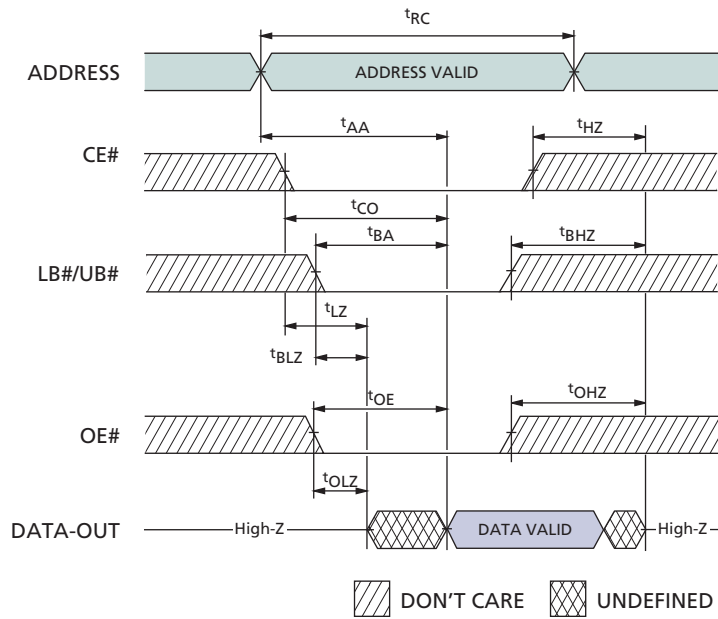 tRC
ADDRESS
ADDRESS VALID
tAA
tHZ
CE#
tCO
tBA
tBHZ
LB#/UB#
tLZ
tBLZ
tOE
tOHZ
OE#
tOLZ
DATA-OUT
High-Z
DATA VALID
High-Z
DON'T CARE
UNDEFINED